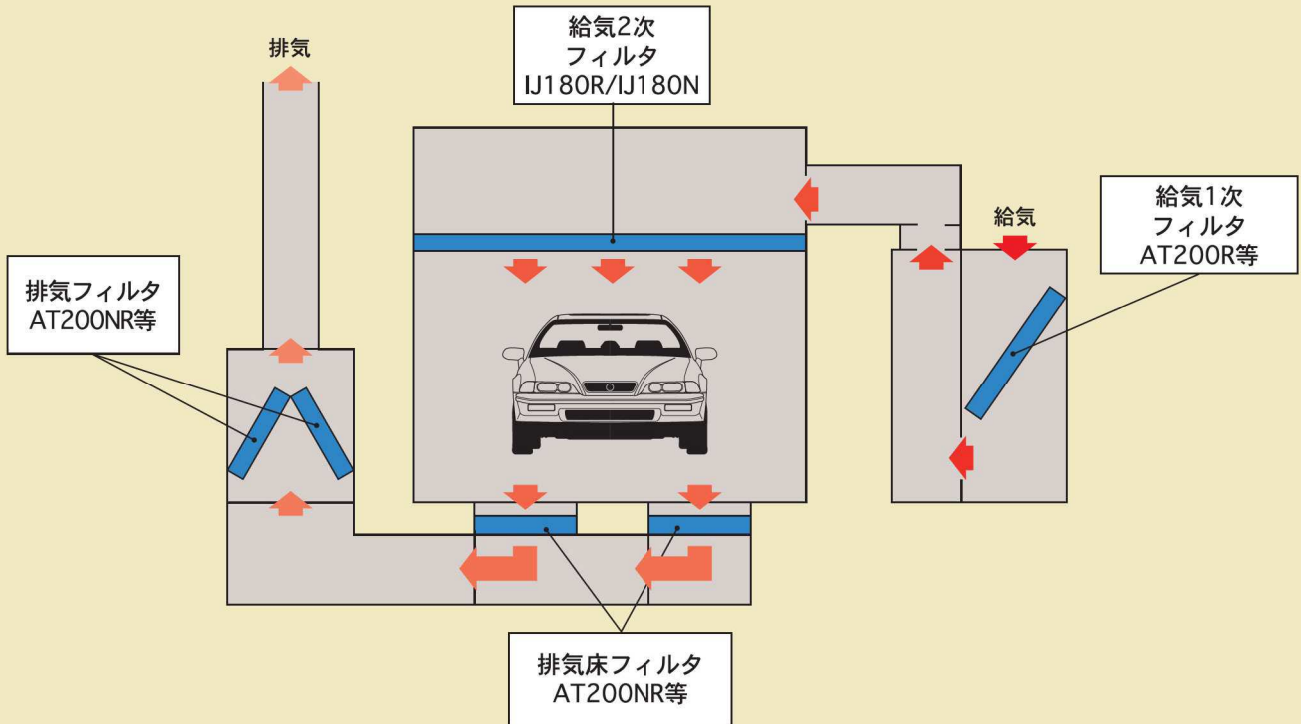 排気
給気2次
フィルタ
IJ180R/IJ180N
給気
給気1次
フィルタ
AT200R等
排気フィルタ
AT200NR等
排気床フィルタ
AT200NR等